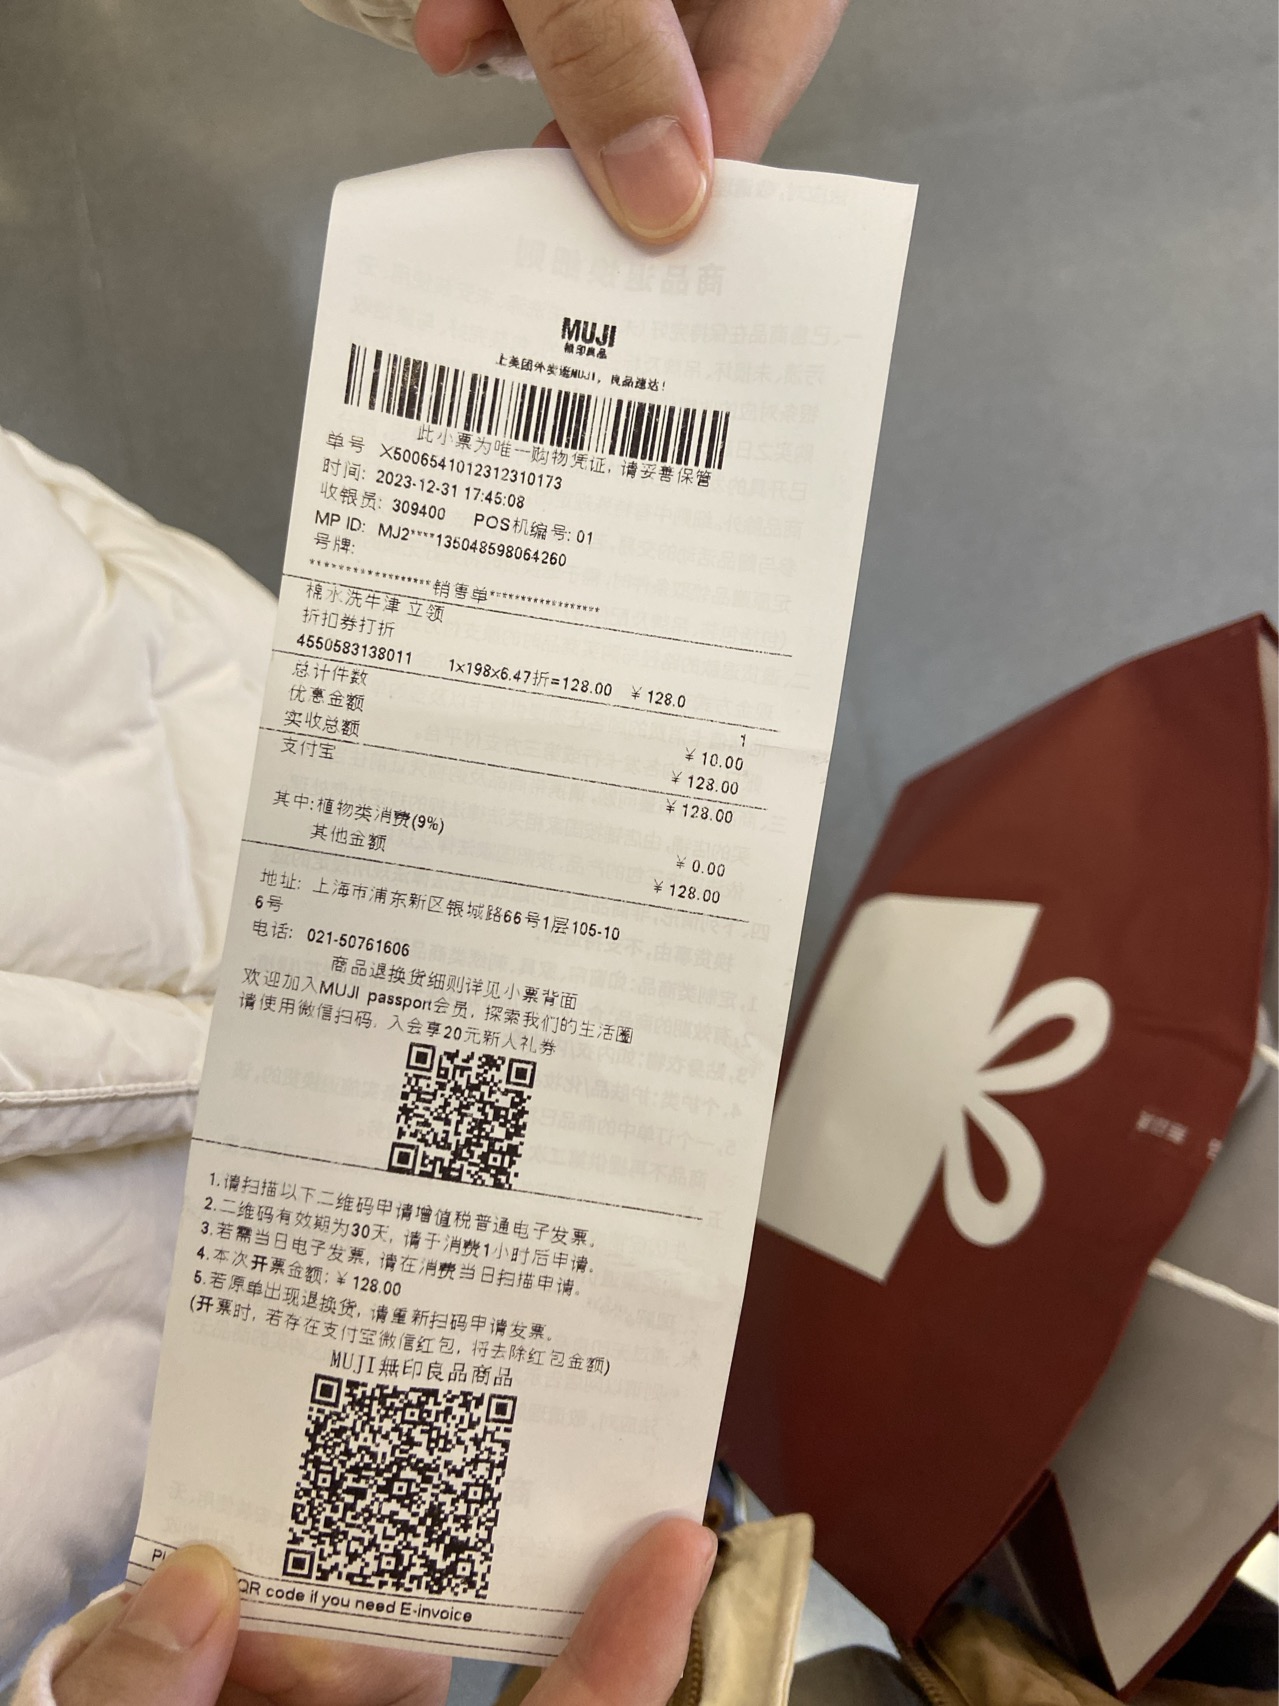 MUJI
無印良品
上美团外卖逛MUJI，良品速达！
此小票为唯一购物凭证，请妥善保管
单号 X5006541012312310173
时间: 2023-12-31 17:45:08
收银员: 309400 POS机编号: 01
MP ID: MJ2****135048598064260
号牌:
********************销售单******************
棉水洗牛津 立领
折扣券打折
4550583138011 1x198x6.47折=128.00 ¥128.0
总计件数 1
优惠金额 ¥10.00
实收总额 ¥128.00
支付宝 ¥128.00
其中:植物类消费(9%) ¥0.00
其他金额 ¥128.00
地址: 上海市浦东新区银城路66号1层105-10
6号
电话: 021-50761606
商品退换货细则详见小票背面
欢迎加入MUJI passport会员，探索我们的生活圈
请使用微信扫码，入会享20元新人礼券
1.请扫描以下二维码申请增值税普通电子发票。
2.二维码有效期为30天，请于消费1小时后申请。
3.若需当日电子发票，请在消费当日扫描申请。
4.本次开票金额: ¥128.00
5.若原单出现退换货，请重新扫码申请发票。
(开票时，若存在支付宝微信红包，将去除红包金额)
MUJI無印良品商品
QR code if you need E-invoice